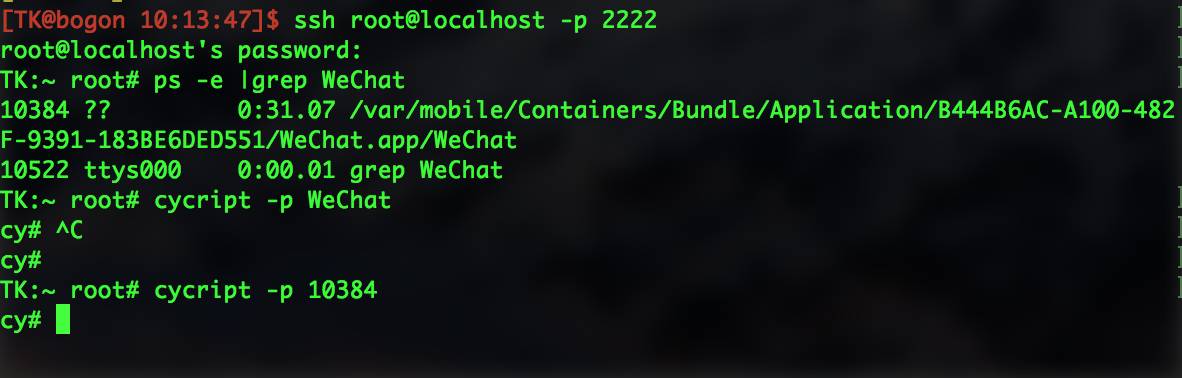 [TK@bogon 10:13:47]$ ssh root@localhost -p 2222
root@localhost's password:
TK:~ root# ps -e |grep WeChat
10384 ??         0:31.07 /var/mobile/Containers/Bundle/Application/B444B6AC-A100-482
F-9391-183BE6DED551/WeChat.app/WeChat
10522 ttys000    0:00.01 grep WeChat
TK:~ root# cycript -p WeChat
cy# ^C
cy#
TK:~ root# cycript -p 10384
cy#